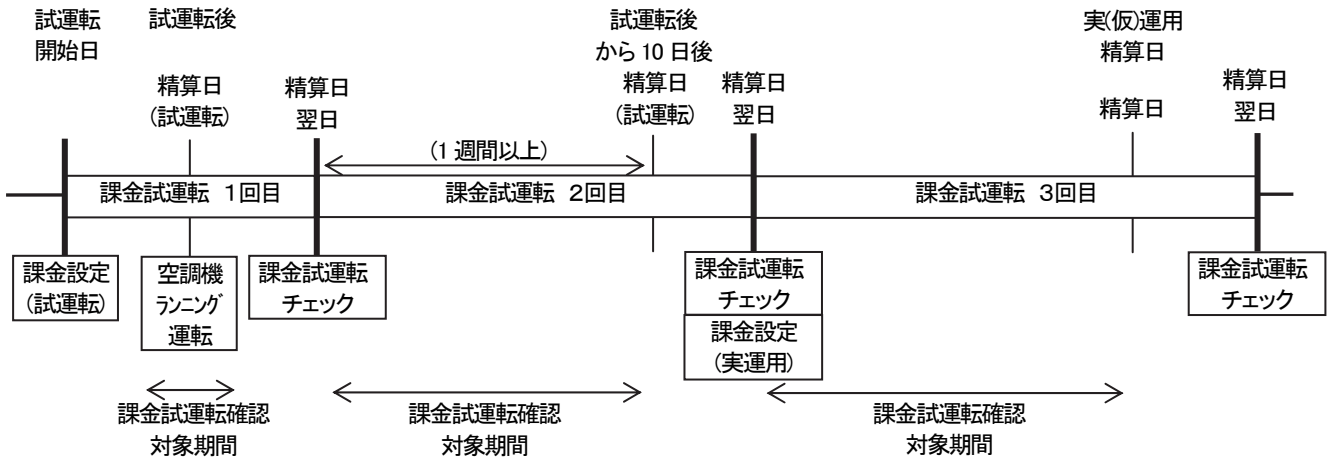 試運転
開始日
試運転後
精算日
(試運転)
精算日
翌日
試運転後
から 10 日後
精算日
(試運転)
精算日
翌日
実(仮)運用
精算日
精算日
精算日
翌日
(1 週間以上)
課金試運転 1回目
課金試運転 2回目
課金試運転 3回目
課金設定
(試運転)
空調機
ランニング
運転
課金試運転
チェック
課金試運転
チェック
課金設定
(実運用)
課金試運転
チェック
課金試運転確認
対象期間
課金試運転確認
対象期間
課金試運転確認
対象期間